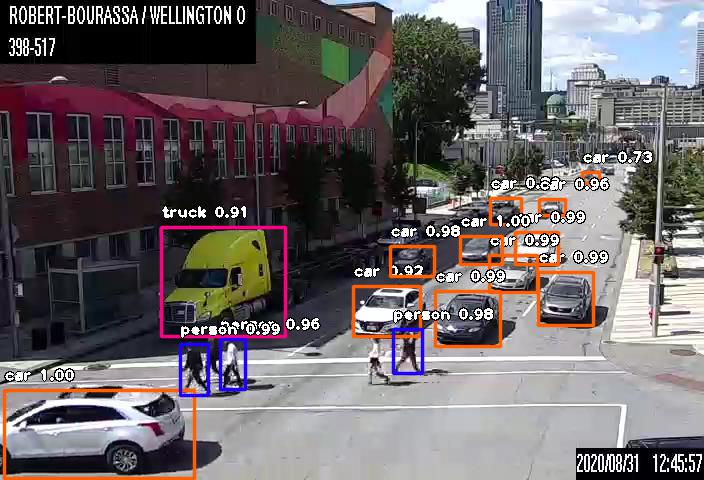 ROBERT-BOURASSA / WELLINGTON O
398-517
car 0.73
car 0.96
car 1.00
car 0.99
car 0.98
car 0.99
car 0.99
truck 0.91
car 0.92
car 0.99
person 0.98
person 0.99
0.96
car 1.00
2020/08/31 12:45:57